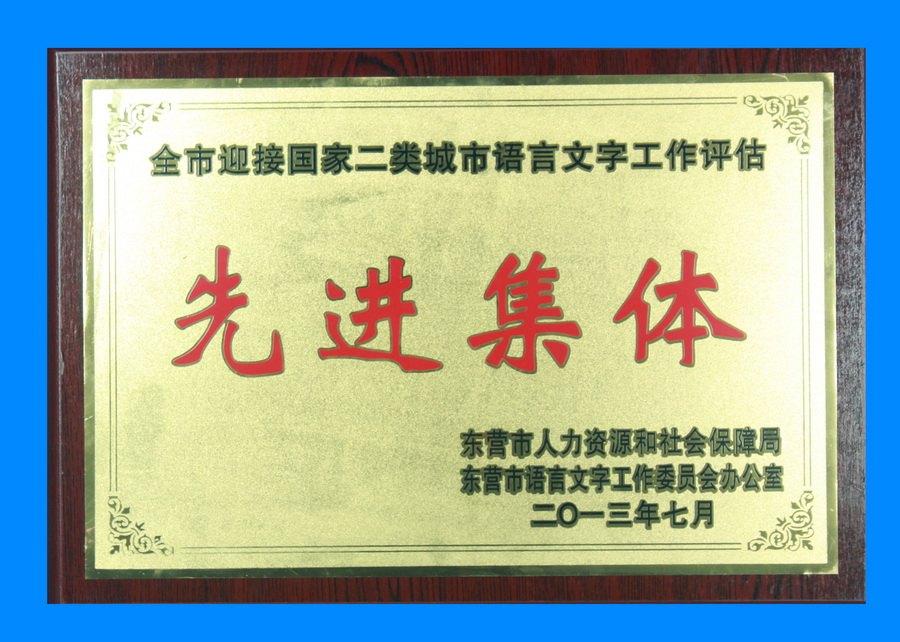 全市迎接国家二类城市语言文字工作评估
先进集体
东营市人力资源和社会保障局
东营市语言文字工作委员会办公室
二〇一三年七月